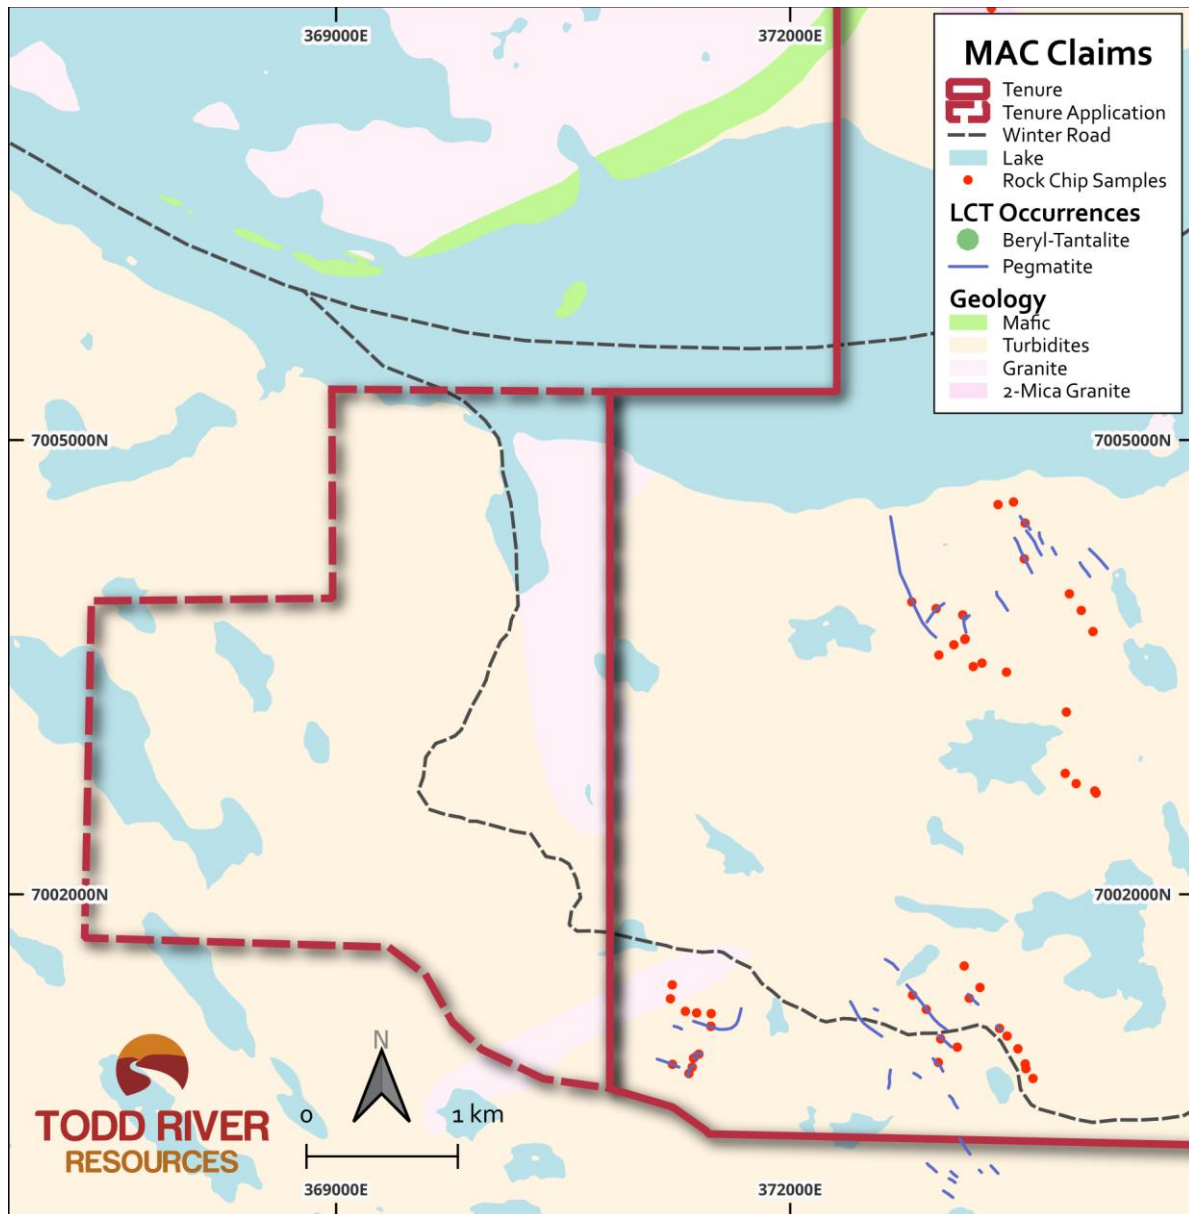 369000E
372000E
MAC Claims
Tenure
Tenure Application
Winter Road
Lake
Rock Chip Samples
LCT Occurrences
Beryl-Tantalite
Pegmatite
Geology
Mafic
Turbidites
Granite
2-Mica Granite
7005000N
7005000N
7002000N
7002000N
N
0
1 km
TODD RIVER
RESOURCES
369000E
372000E